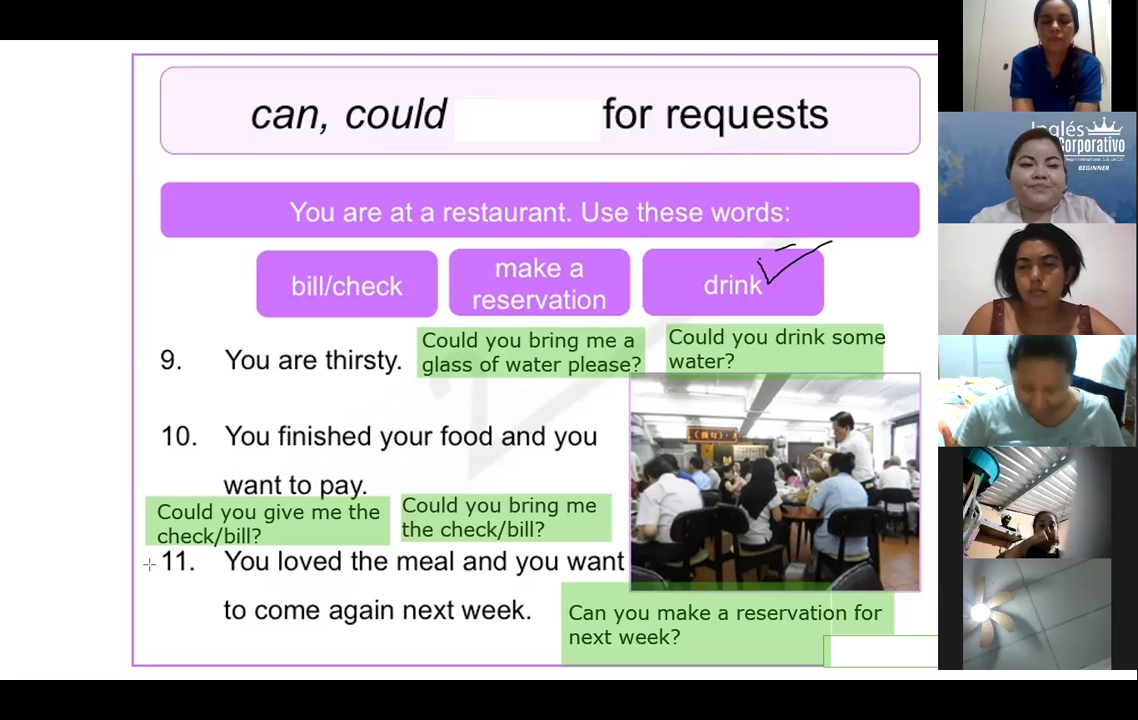 can, could for requests
You are at a restaurant. Use these words:
bill/check
make a
reservation
drink
9. You are thirsty.
Could you bring me a
glass of water please?
Could you drink some
water?
10. You finished your food and you
want to pay.
Could you give me the
check/bill?
Could you bring me
the check/bill?
11. You loved the meal and you want
to come again next week.
Can you make a reservation for
next week?
Inglés
Corporativo
BEGINNER